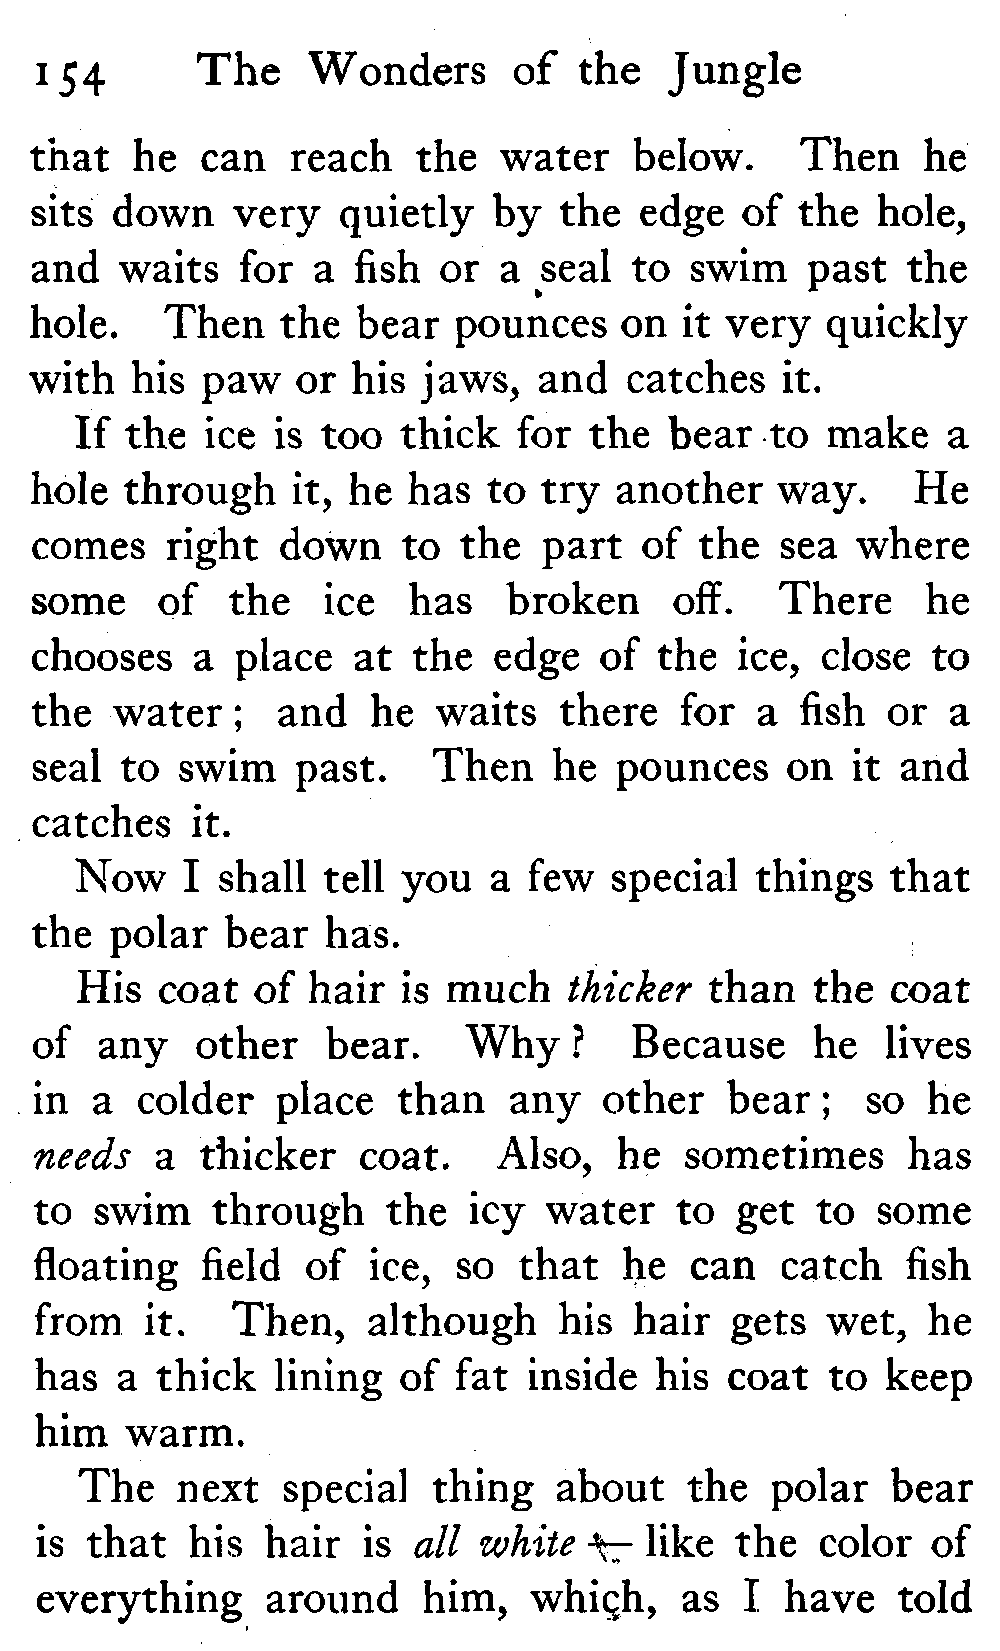 154 The Wonders of the Jungle
that he can reach the water below. Then he
sits down very quietly by the edge of the hole,
and waits for a fish or a seal to swim past the
hole. Then the bear pounces on it very quickly
with his paw or his jaws, and catches it.
If the ice is too thick for the bear to make a
hole through it, he has to try another way. He
comes right down to the part of the sea where
some of the ice has broken off. There he
chooses a place at the edge of the ice, close to
the water; and he waits there for a fish or a
seal to swim past. Then he pounces on it and
catches it.
Now I shall tell you a few special things that
the polar bear has.
His coat of hair is much thicker than the coat
of any other bear. Why? Because he lives
in a colder place than any other bear; so he
needs a thicker coat. Also, he sometimes has
to swim through the icy water to get to some
floating field of ice, so that he can catch fish
from it. Then, although his hair gets wet, he
has a thick lining of fat inside his coat to keep
him warm.
The next special thing about the polar bear
is that his hair is all white — like the color of
everything around him, which, as I have told